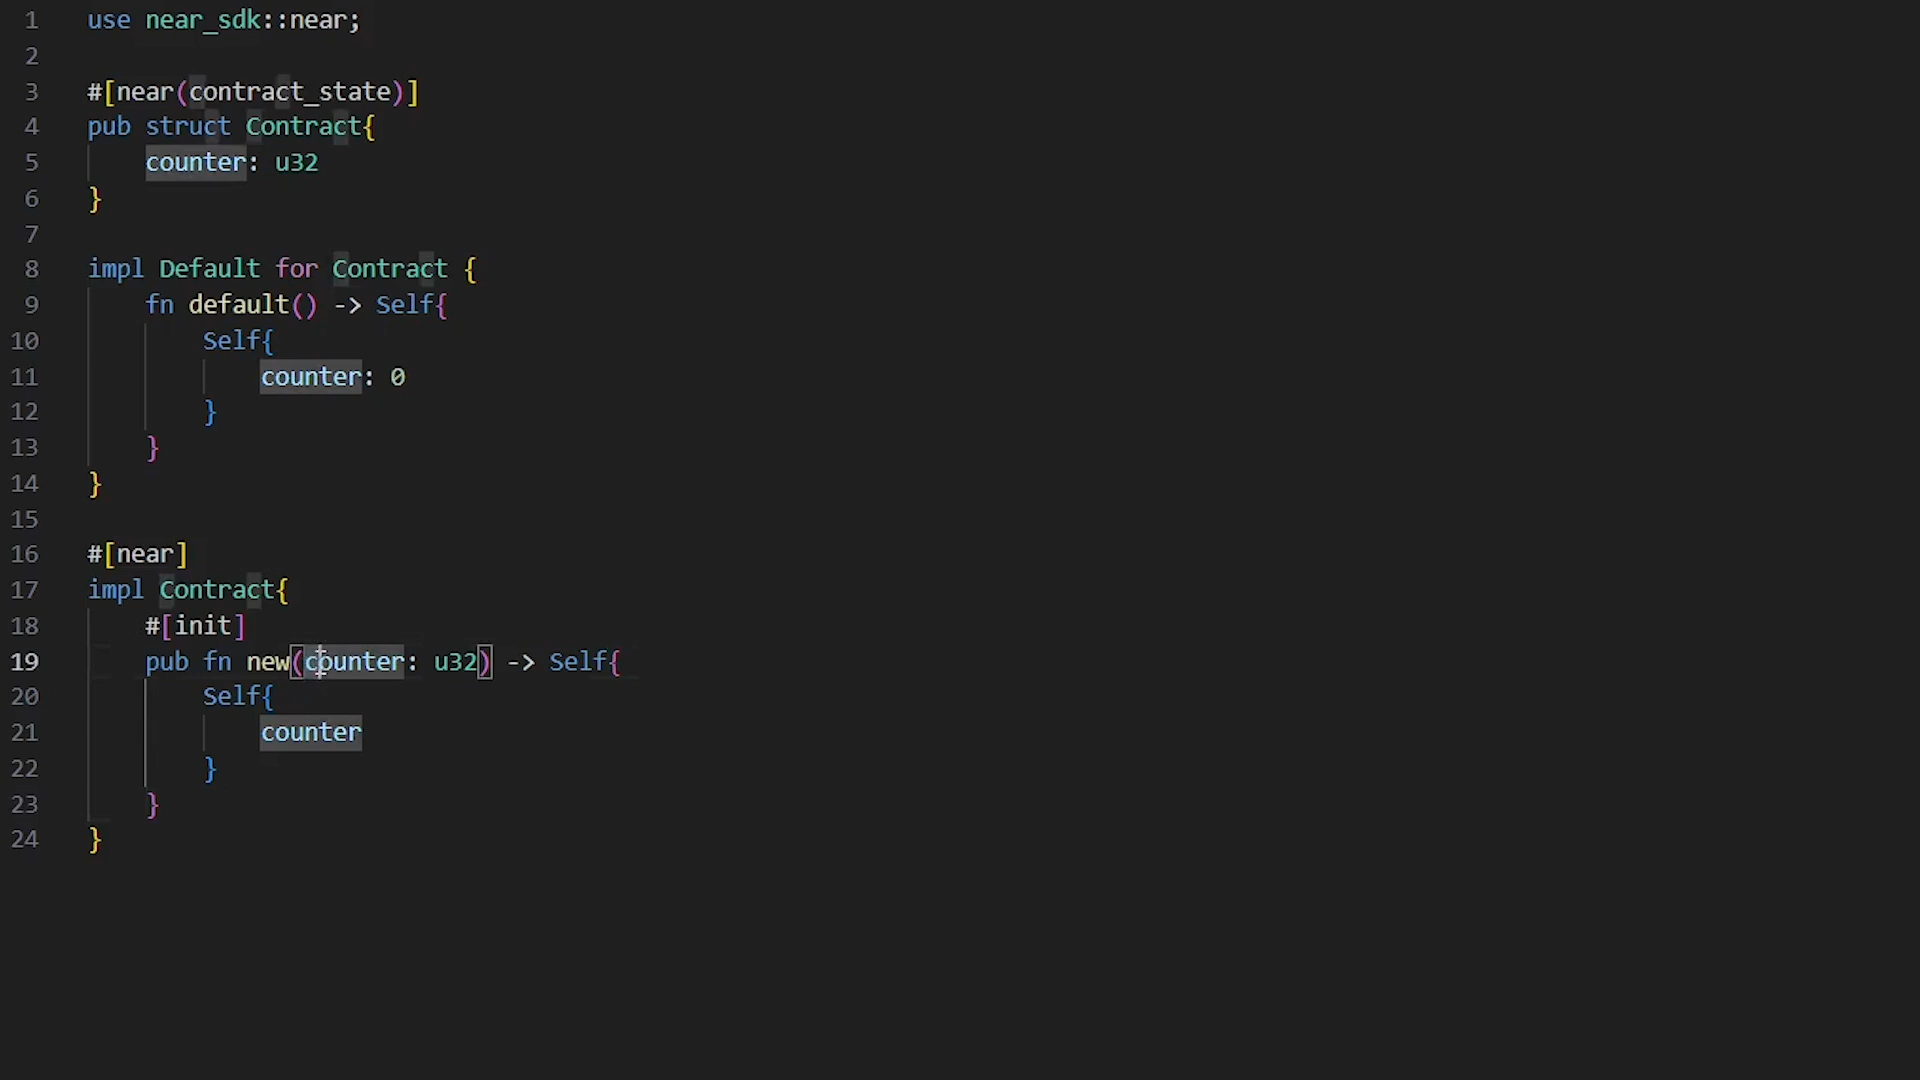 1 use near_sdk::near;
2
3 #[near(contract_state)]
4 pub struct Contract{
5     counter: u32
6 }
7
8 impl Default for Contract {
9     fn default() -> Self{
10         Self{
11             counter: 0
12         }
13     }
14 }
15
16 #[near]
17 impl Contract{
18     #[init]
19     pub fn new(counter: u32) -> Self{
20         Self{
21             counter
22         }
23     }
24 }